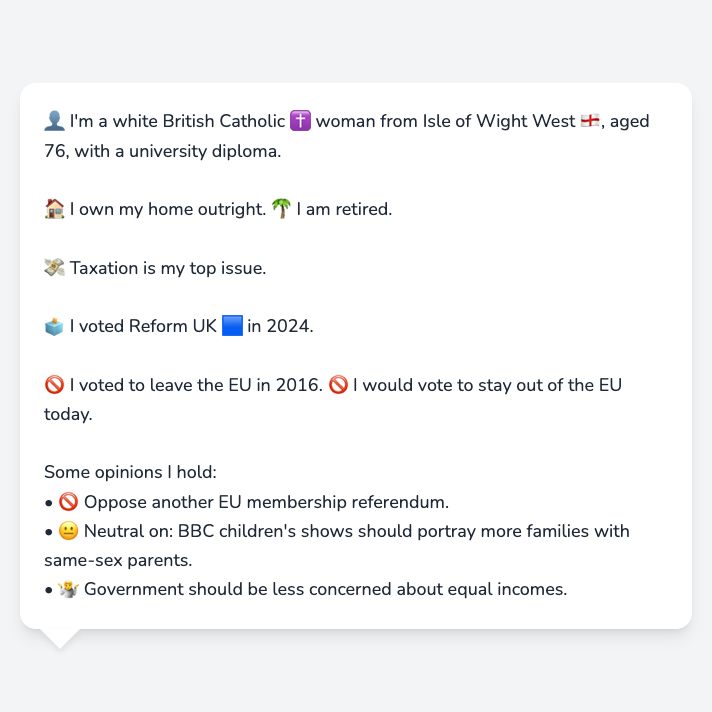 👤 I'm a white British Catholic ✝️ woman from Isle of Wight West 🏴󠁧󠁢󠁥󠁮󠁧󠁿, aged
76, with a university diploma.
🏠 I own my home outright. 🌴 I am retired.
💸 Taxation is my top issue.
🗳️ I voted Reform UK 🟦 in 2024.
🚫 I voted to leave the EU in 2016. 🚫 I would vote to stay out of the EU
today.
Some opinions I hold:
• 🚫 Oppose another EU membership referendum.
• 😐 Neutral on: BBC children's shows should portray more families with
same-sex parents.
• 🤷 Government should be less concerned about equal incomes.